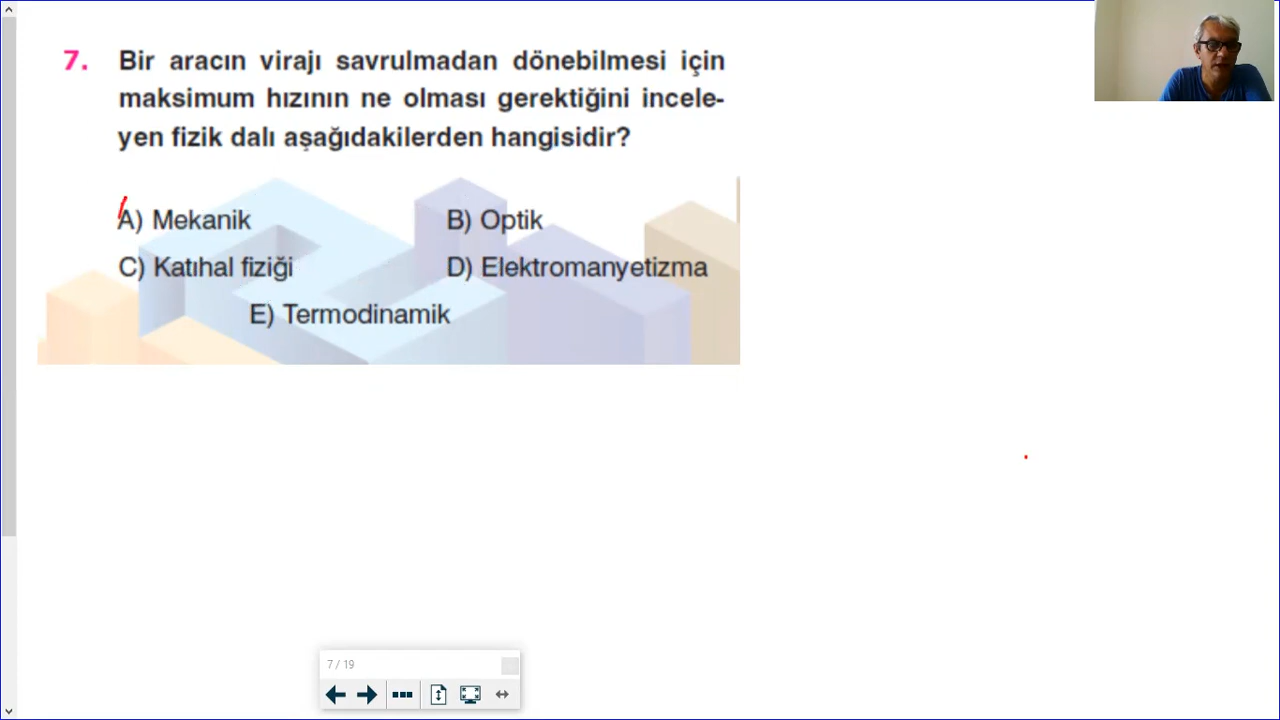 7. Bir aracın virajı savrulmadan dönebilmesi için
maksimum hızının ne olması gerektiğini incele-
yen fizik dalı aşağıdakilerden hangisidir?
A) Mekanik B) Optik
C) Katıhal fiziği D) Elektromanyetizma
E) Termodinamik
7 / 19